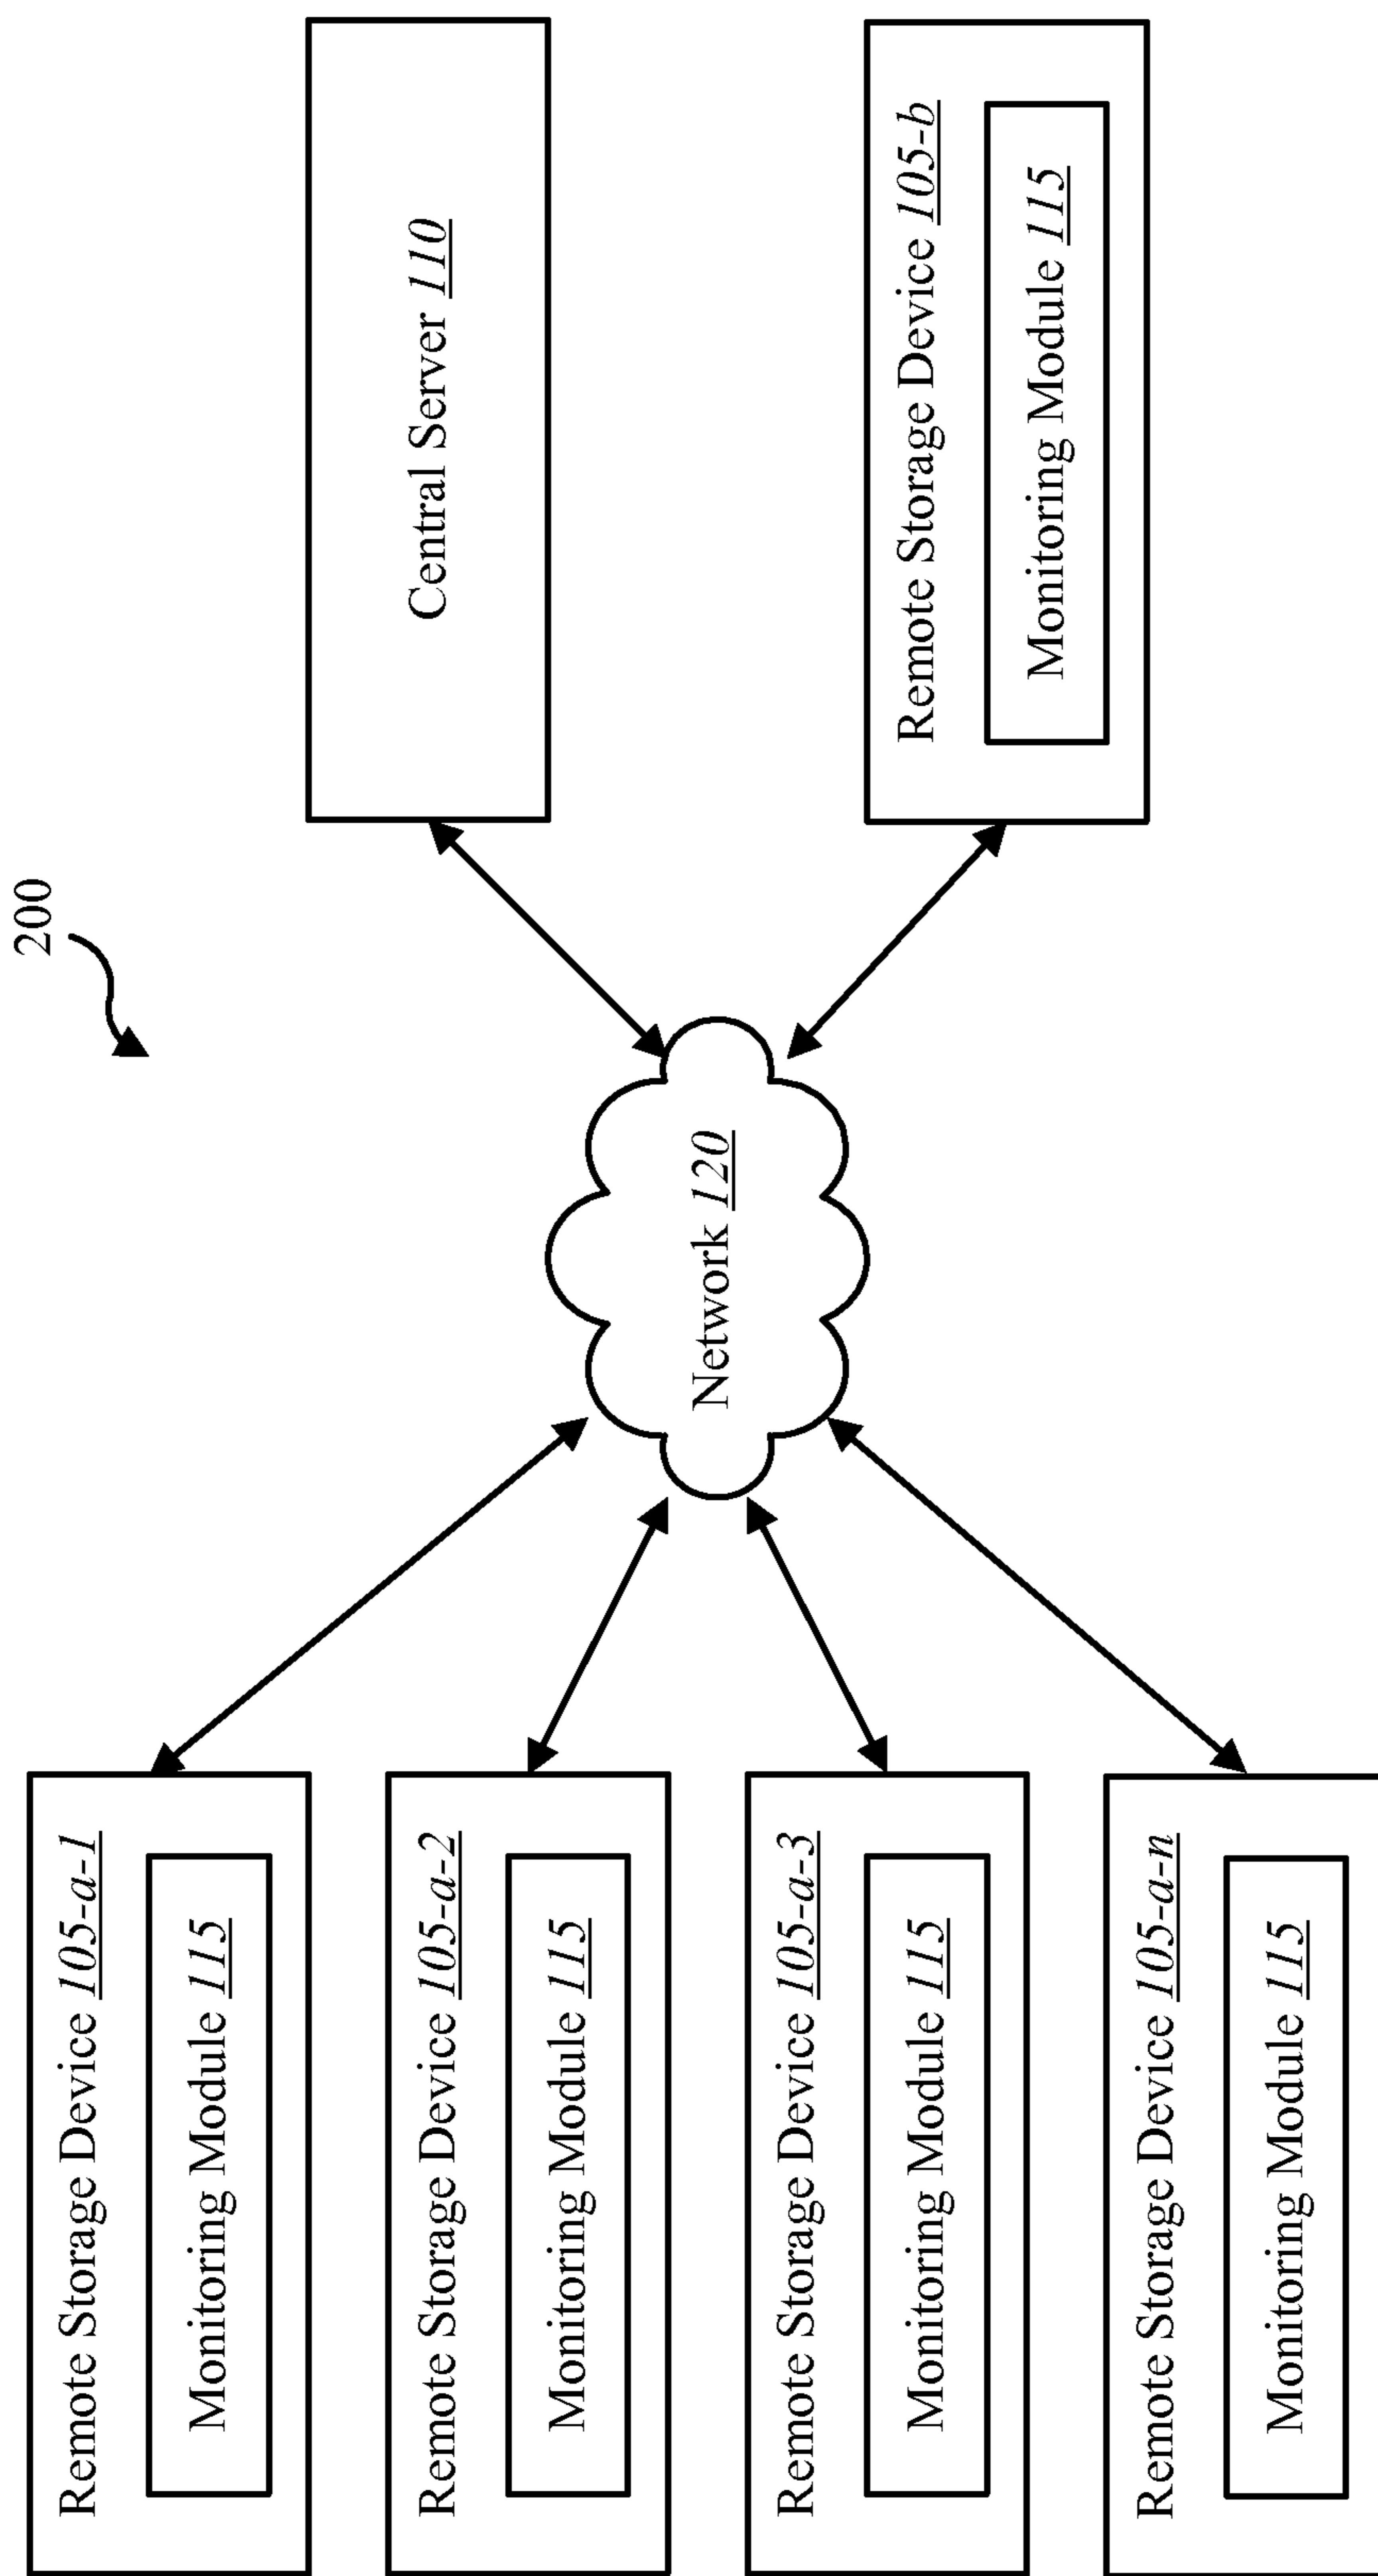 200
Remote Storage Device 105-a-1
Monitoring Module 115
Remote Storage Device 105-a-2
Monitoring Module 115
Remote Storage Device 105-a-3
Monitoring Module 115
Remote Storage Device 105-a-n
Monitoring Module 115
Network 120
Central Server 110
Remote Storage Device 105-b
Monitoring Module 115